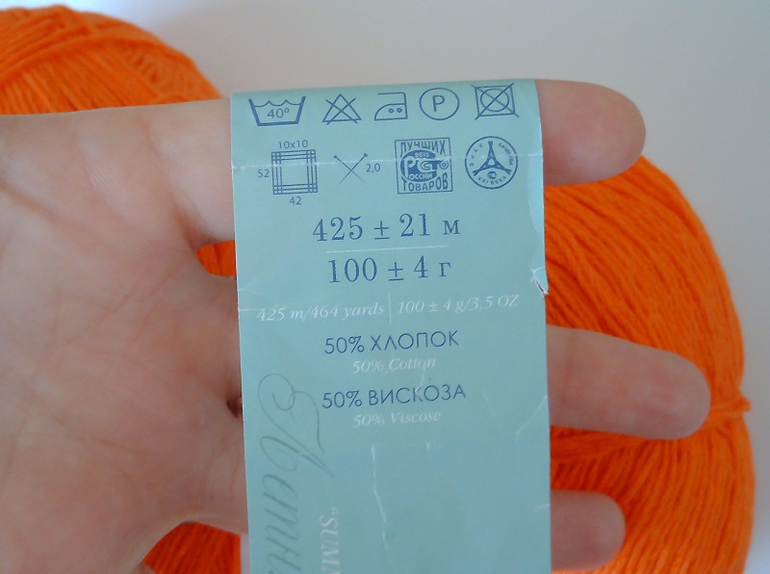 40°
P
10x10
52
42
2,0
ЛУЧШИХ
РОССИИ
ТОВАРОВ
425 ± 21 м
100 ± 4 г
425 m/464 yards | 100 ± 4 g/3.5 OZ
50% ХЛОПОК
50% Cotton
50% ВИСКОЗА
50% Viscose